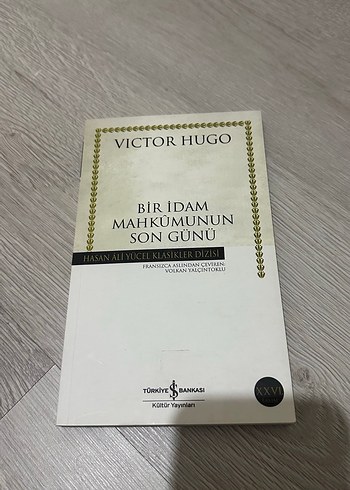 VICTOR HUGO
BİR İDAM
MAHKÛMUNUN
SON GÜNÜ
HASAN ÂLİ YÜCEL KLASİKLER DİZİSİ
FRANSIZCA ASLINDAN ÇEVİREN:
VOLKAN YALÇINTOKLU
TÜRKİYE İŞ BANKASI
Kültür Yayınları
XXVI